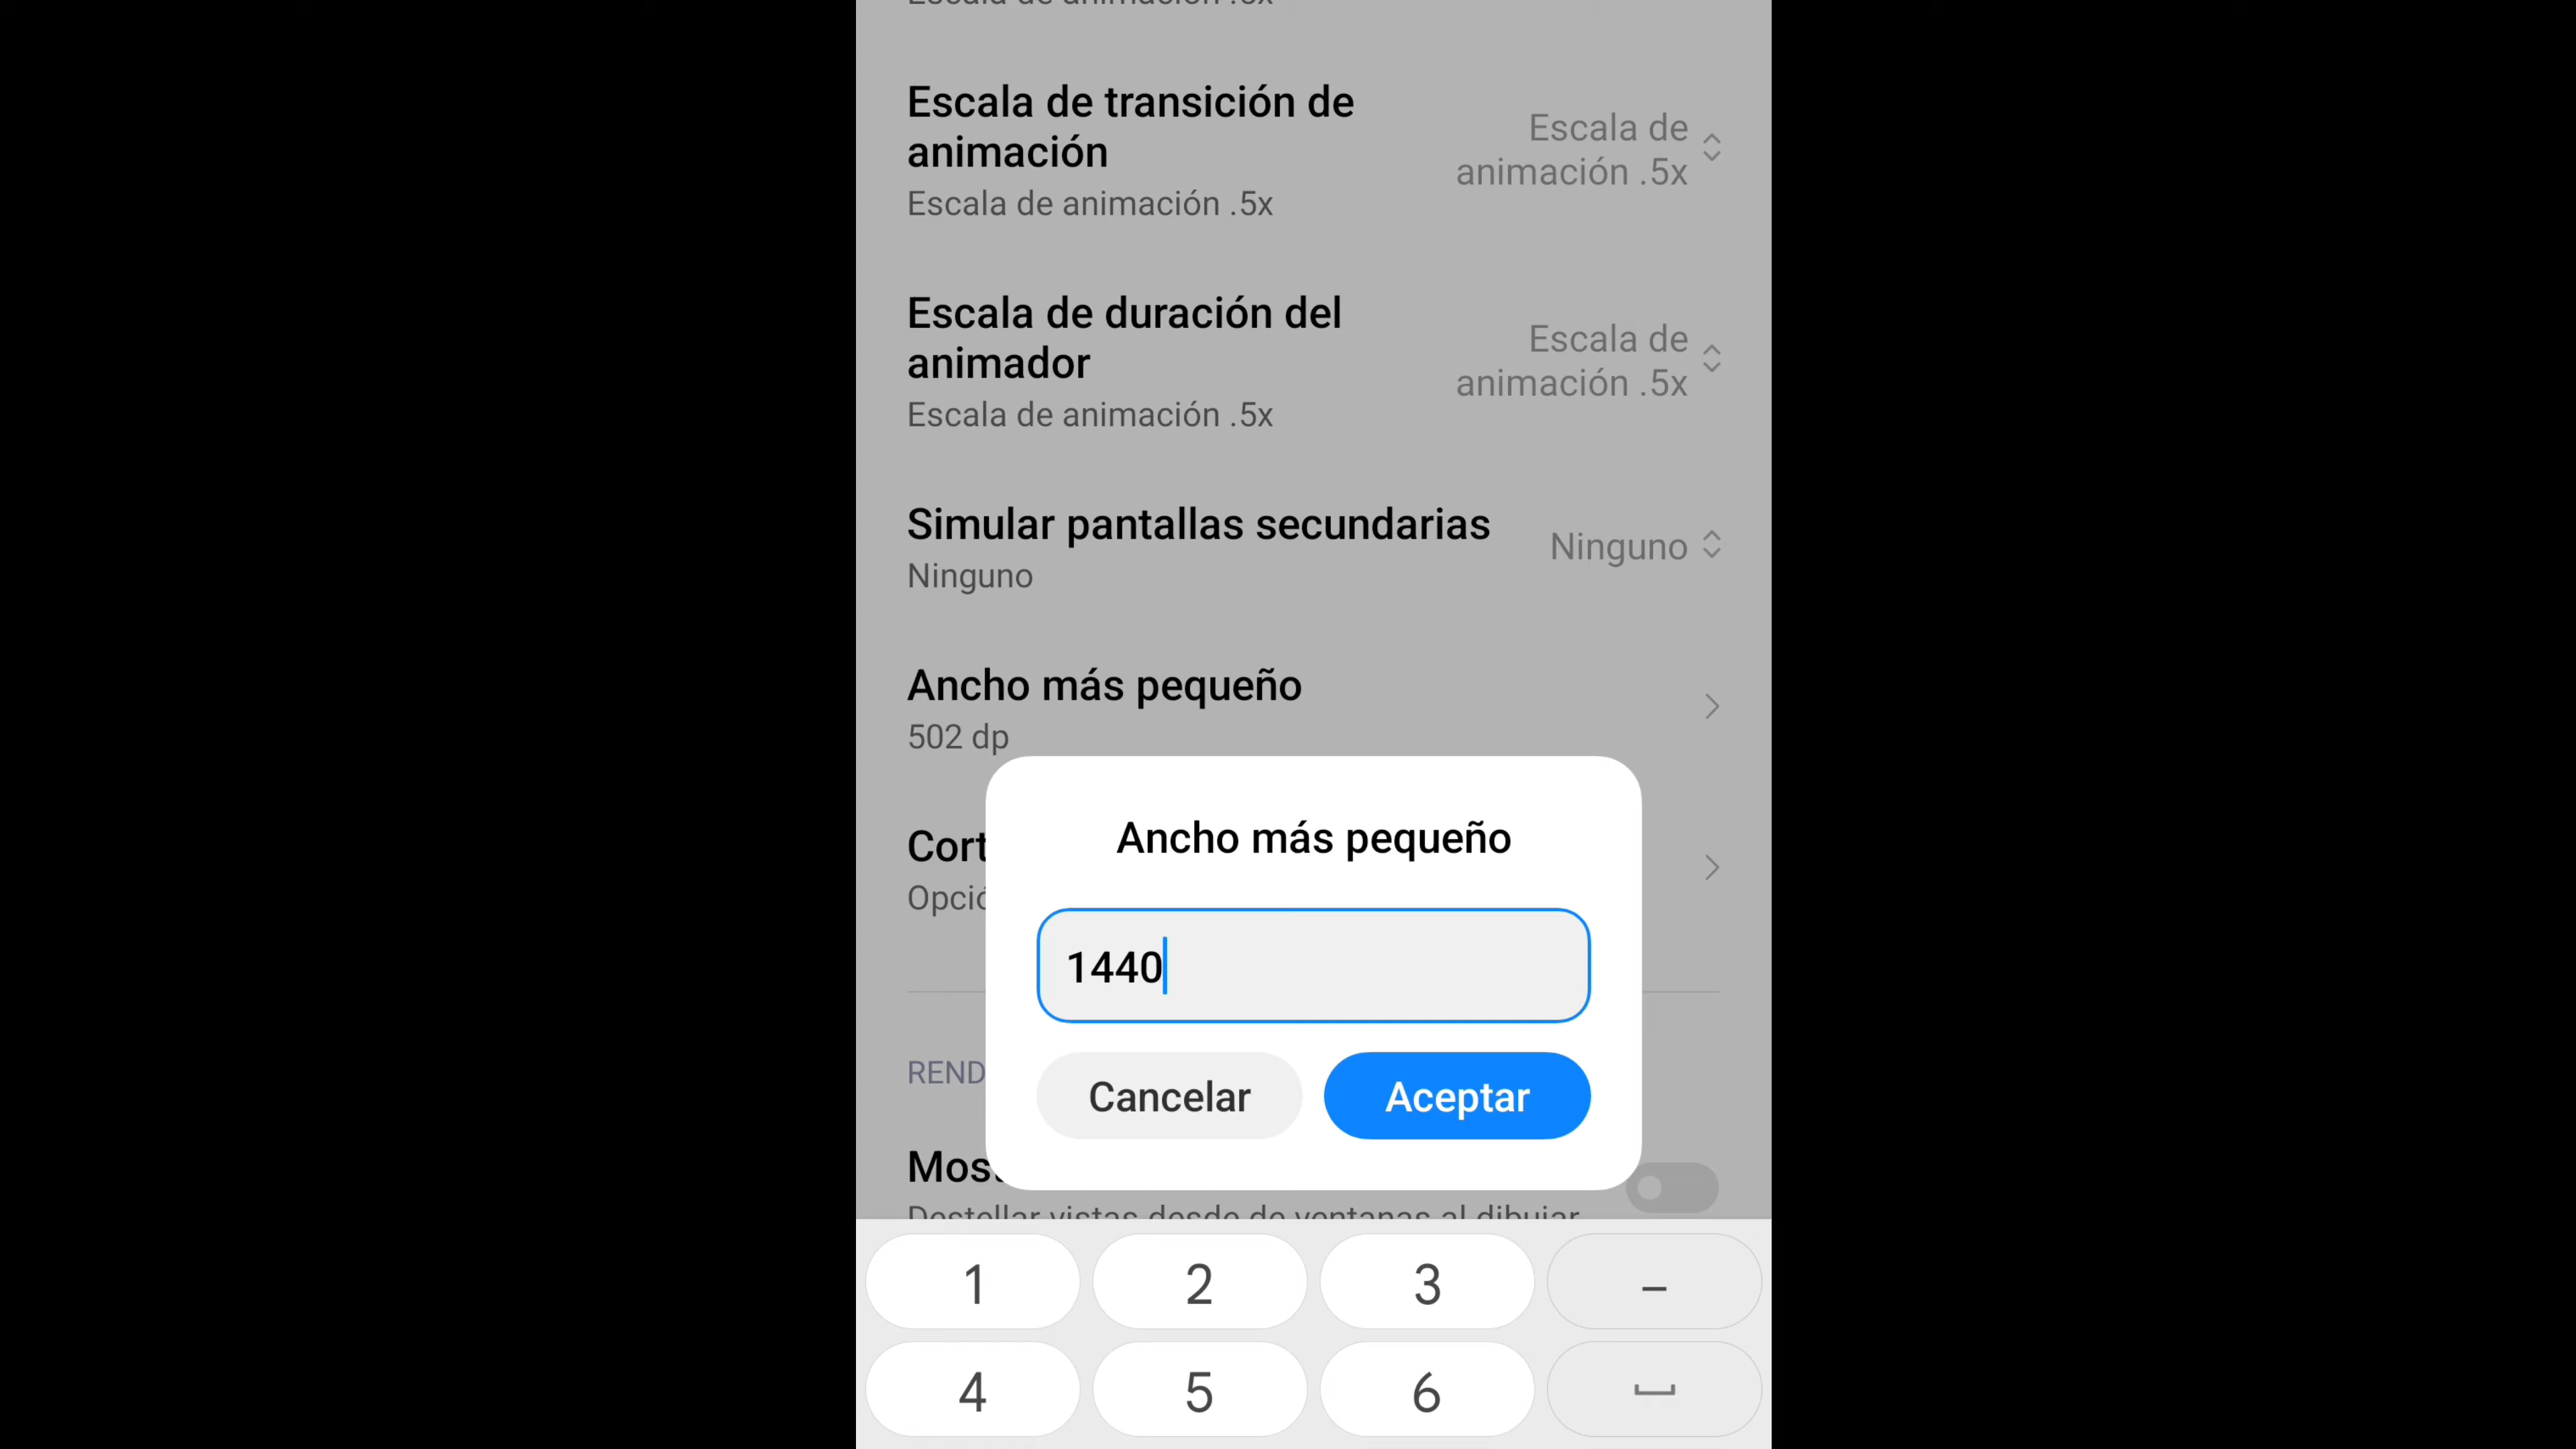 Escala de transición de
animación
Escala de animación .5x
Escala de
animación .5x
Escala de duración del
animador
Escala de animación .5x
Escala de
animación .5x
Simular pantallas secundarias
Ninguno
Ninguno
Ancho más pequeño
502 dp
Cort
Opció
Ancho más pequeño
1440
Cancelar
Aceptar
REND
Mos
Destellar vistas desde de ventanas al dibujar
1 2 3 –
4 5 6